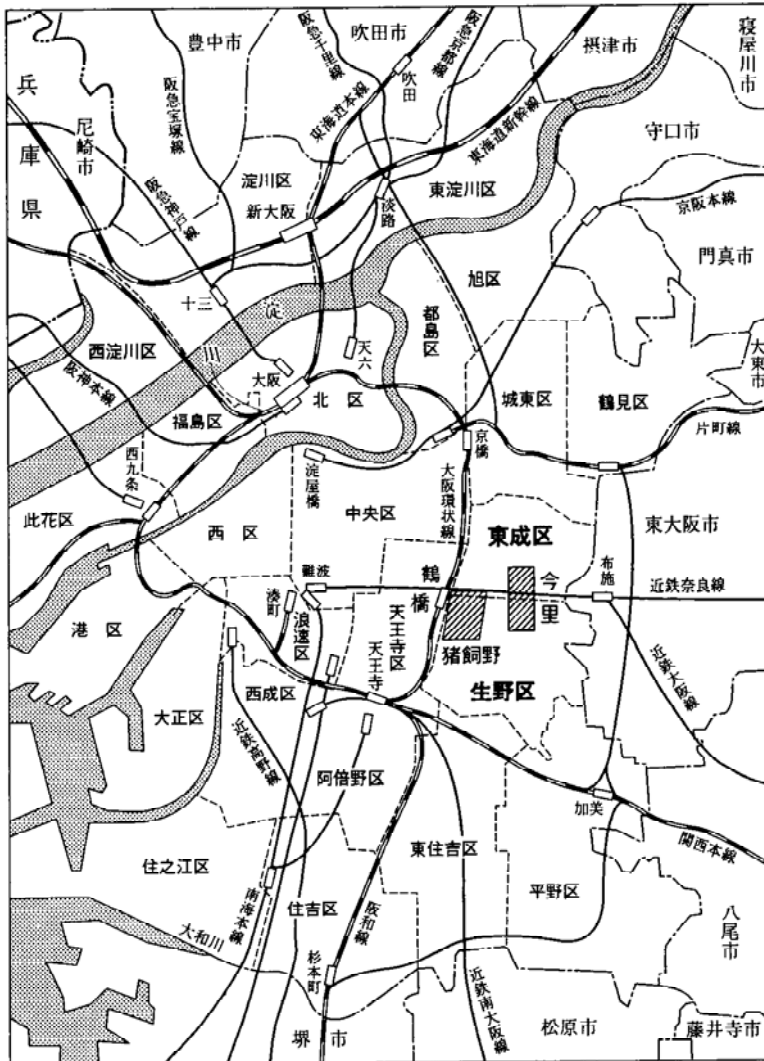 豊中市
吹田市
摂津市
寝屋川市
阪急千里線
阪急京都線
吹田
兵庫県
尼崎市
阪急宝塚線
東海道本線
東海道新幹線
守口市
阪急神戸線
淀川区
新大阪
淡路
東淀川区
京阪本線
門真市
旭区
十三
淀川
都島区
天六
西淀川区
阪神本線
大阪
北区
福島区
城東区
鶴見区
大東市
片町線
京橋
西九条
淀屋橋
大阪環状線
此花区
西区
中央区
東成区
東大阪市
難波
鶴橋
今里
布施
近鉄奈良線
港区
湊町
浪速区
天王寺区
天王寺
猪飼野
生野区
近鉄大阪線
大正区
西成区
近鉄高野線
阿倍野区
加美
関西本線
住之江区
東住吉区
平野区
南海本線
住吉区
阪和線
大和川
杉本町
八尾市
近鉄南大阪線
堺市
松原市
藤井寺市